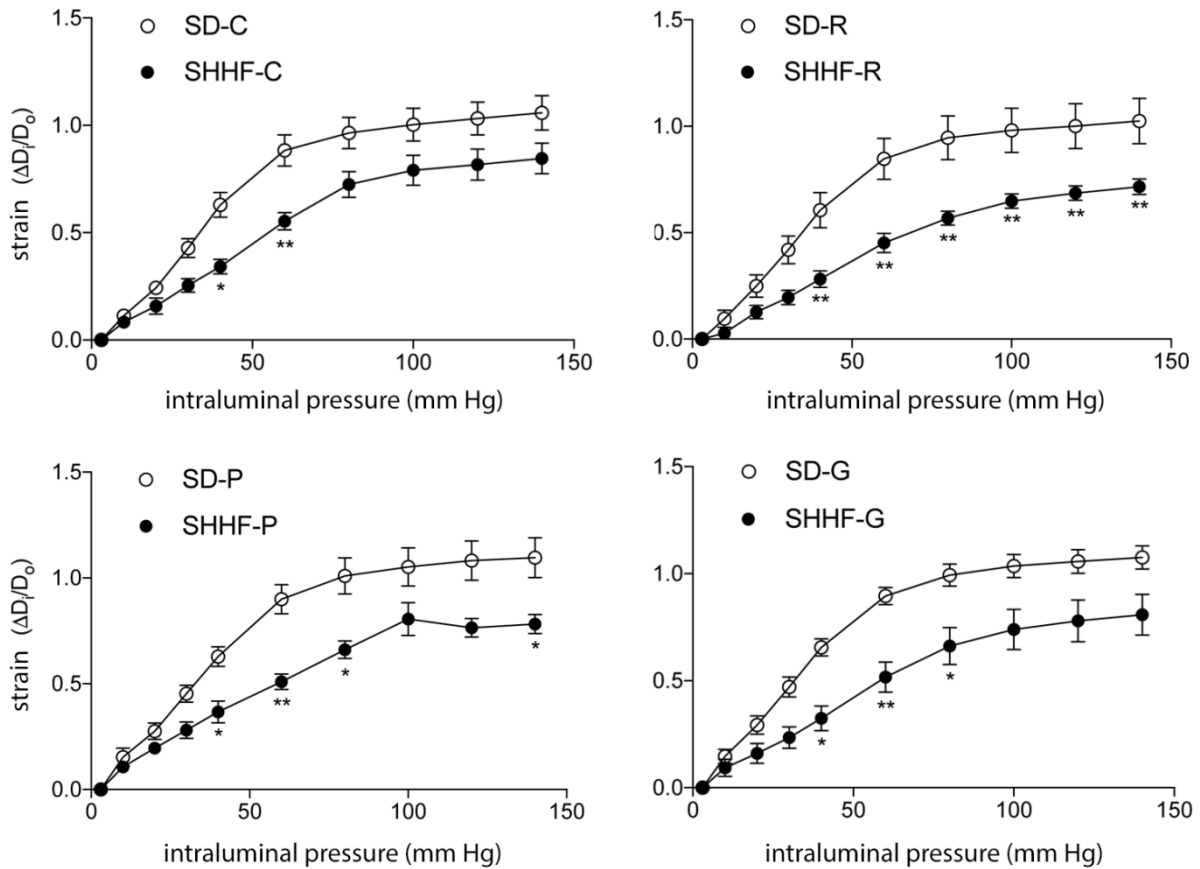 1.5
SD-C
SHHF-C
1.0
0.5
0.0
strain (ΔDi/Do)
*
**
0 50 100 150
intraluminal pressure (mm Hg)
1.5
SD-R
SHHF-R
1.0
0.5
0.0
** ** ** ** ** **
0 50 100 150
intraluminal pressure (mm Hg)
1.5
SD-P
SHHF-P
1.0
0.5
0.0
strain (ΔDi/Do)
* ** * *
0 50 100 150
intraluminal pressure (mm Hg)
1.5
SD-G
SHHF-G
1.0
0.5
0.0
* ** *
0 50 100 150
intraluminal pressure (mm Hg)